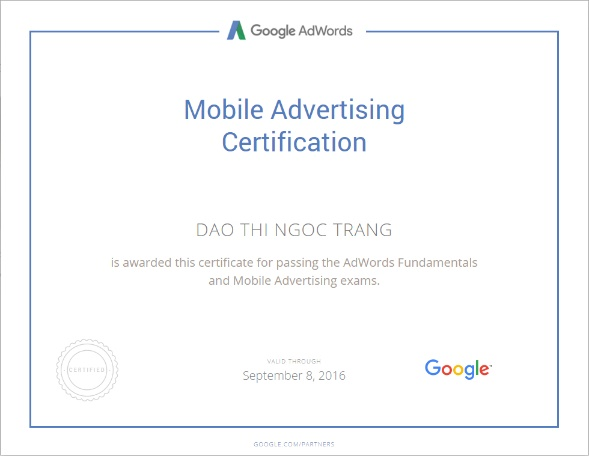 Google AdWords
Mobile Advertising
Certification
DAO THI NGOC TRANG
is awarded this certificate for passing the AdWords Fundamentals
and Mobile Advertising exams.
CERTIFIED
VALID THROUGH
September 8, 2016
Google
GOOGLE.COM/PARTNERS